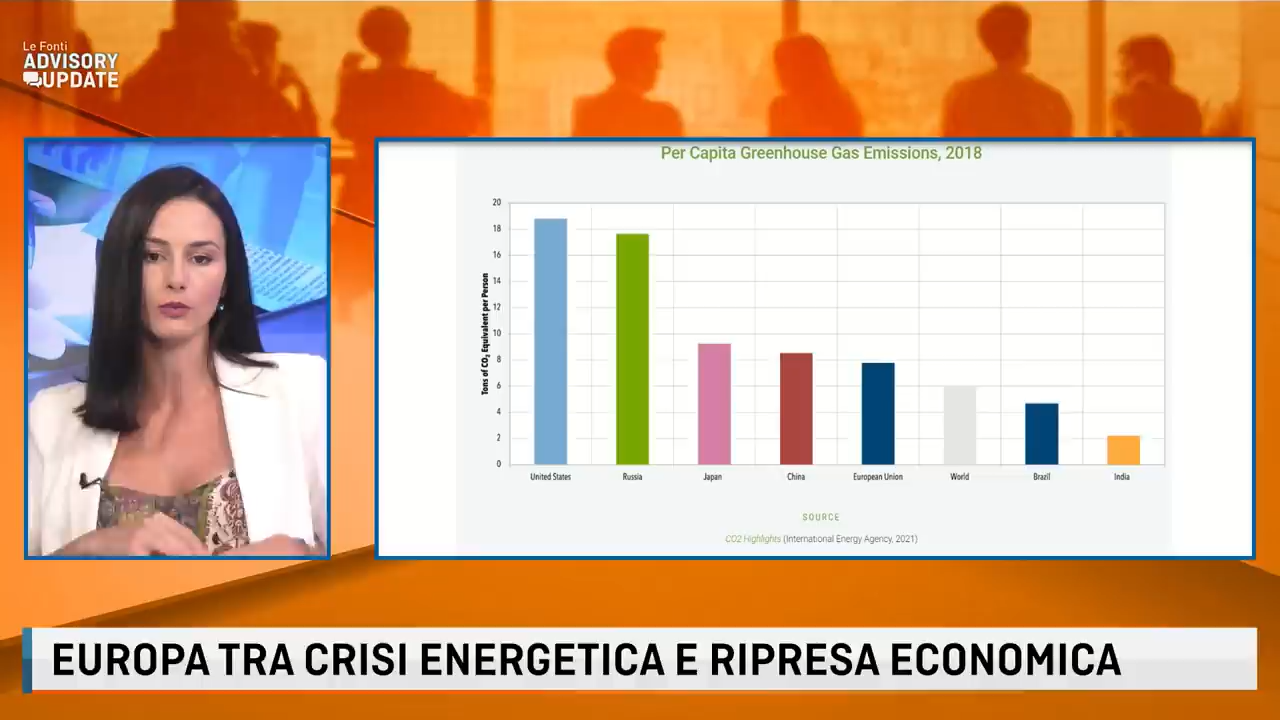 Le Fonti
ADVISORY
UPDATE
Per Capita Greenhouse Gas Emissions, 2018
Tons of CO₂ Equivalent per Person
20
18
16
14
12
10
8
6
4
2
0
United States
Russia
Japan
China
European Union
World
Brazil
India
SOURCE
CO2 Highlights (International Energy Agency, 2021)
EUROPA TRA CRISI ENERGETICA E RIPRESA ECONOMICA